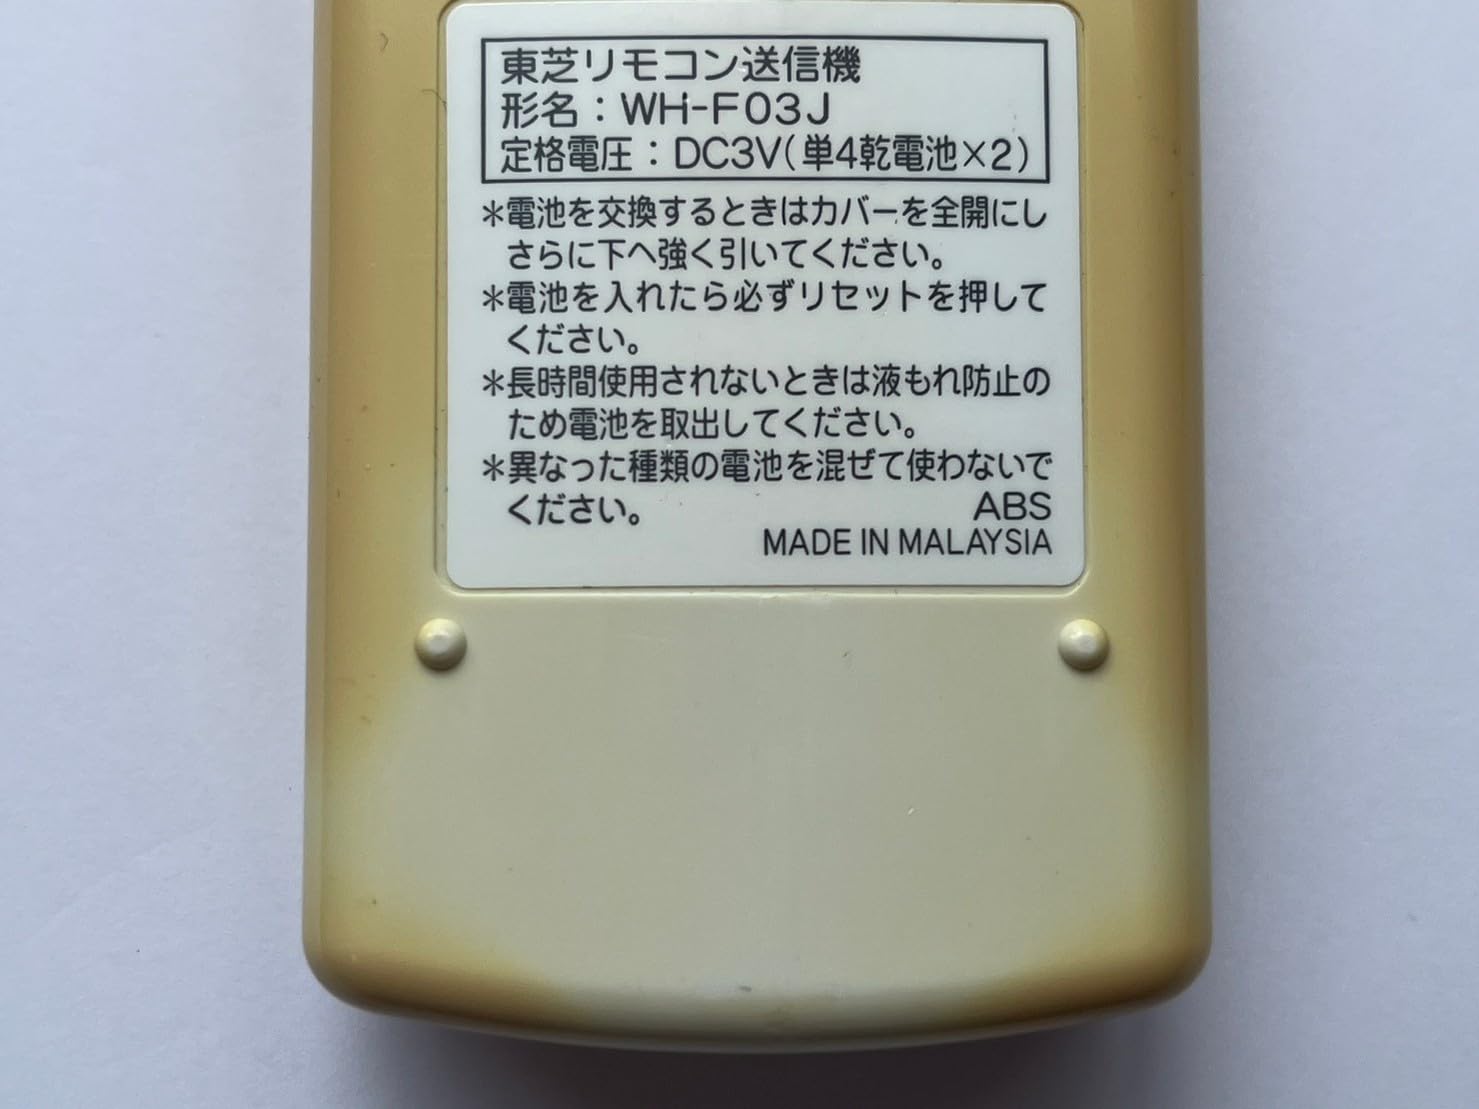 東芝リモコン送信機
形名：WH-F03J
定格電圧：DC3V(単4乾電池×2)
＊電池を交換するときはカバーを全開にし
さらに下へ強く引いてください。
＊電池を入れたら必ずリセットを押して
ください。
＊長時間使用されないときは液もれ防止の
ため電池を取出してください。
＊異なった種類の電池を混ぜて使わないで
ください。
ABS
MADE IN MALAYSIA